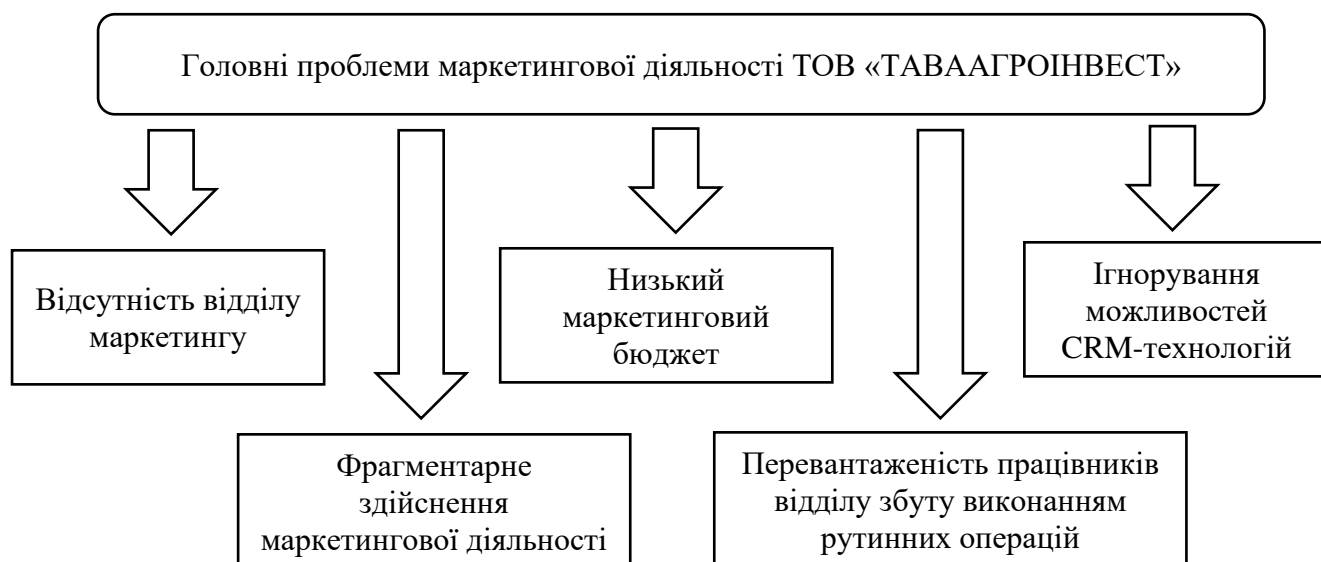 Головні проблеми маркетингової діяльності ТОВ «ТАВААГРОІНВЕСТ»
Відсутність відділу
маркетингу
Низький
маркетинговий
бюджет
Ігнорування
можливостей
CRM-технологій
Фрагментарне
здійснення
маркетингової діяльності
Перевантаженість працівників
відділу збуту виконанням
рутинних операцій